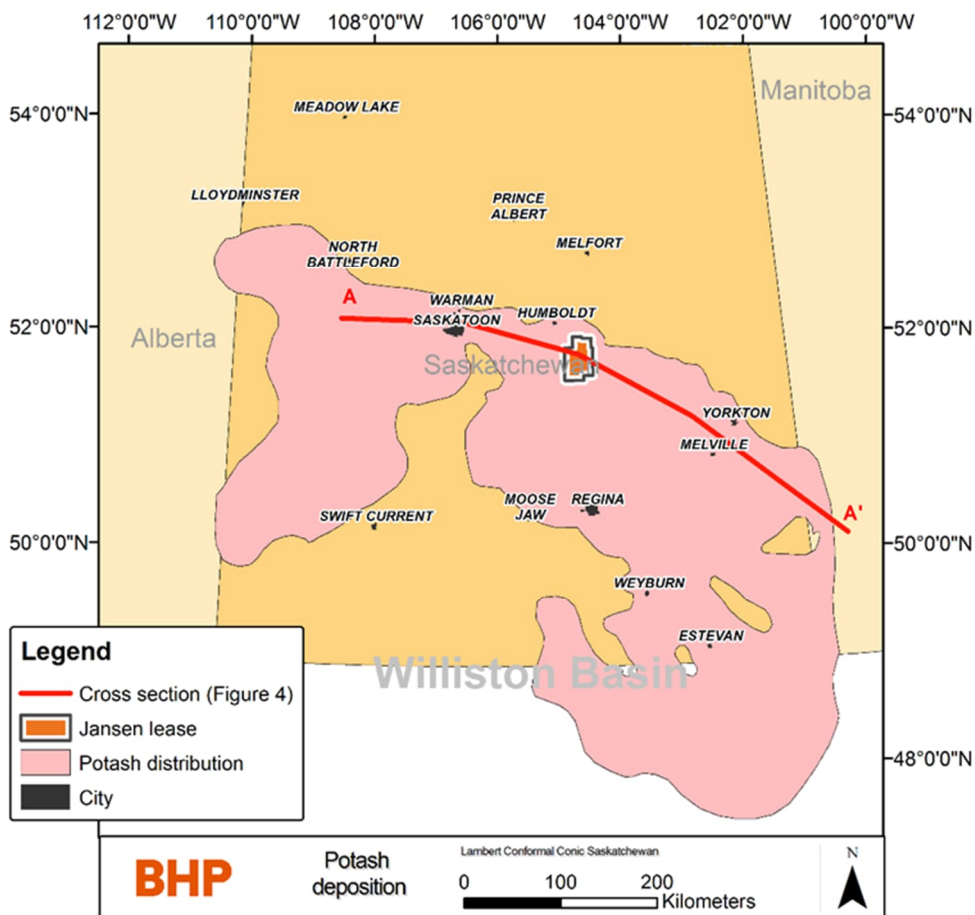 112°0'0"W 110°0'0"W 108°0'0"W 106°0'0"W 104°0'0"W 102°0'0"W 100°0'0"W
Manitoba
54°0'0"N 54°0'0"N
MEADOW LAKE
LLOYDMINSTER
PRINCE
ALBERT
MELFORT
NORTH
BATTLEFORD
A
WARMAN
HUMBOLDT
SASKATOON
52°0'0"N 52°0'0"N
Alberta
Saskatchewan
YORKTON
MELVILLE
MOOSE
JAW
REGINA
SWIFT CURRENT
A'
50°0'0"N 50°0'0"N
WEYBURN
ESTEVAN
Williston Basin
Legend
Cross section (Figure 4)
Jansen lease
Potash distribution
City
48°0'0"N
BHP
Potash
deposition
Lambert Conformal Conic Saskatchewan
0 100 200
Kilometers
N